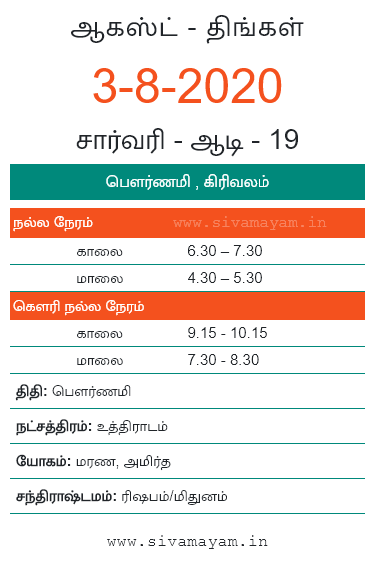 ஆகஸ்ட் - திங்கள்
3-8-2020
சார்வரி - ஆடி - 19
பௌர்ணமி , கிரிவலம்
நல்ல நேரம் www.sivamayam.in
காலை 6.30 – 7.30
மாலை 4.30 – 5.30
கௌரி நல்ல நேரம்
காலை 9.15 - 10.15
மாலை 7.30 - 8.30
திதி: பௌர்ணமி
நட்சத்திரம்: உத்திராடம்
யோகம்: மரண, அமிர்த
சந்திராஷ்டமம்: ரிஷபம்/மிதுனம்
www.sivamayam.in